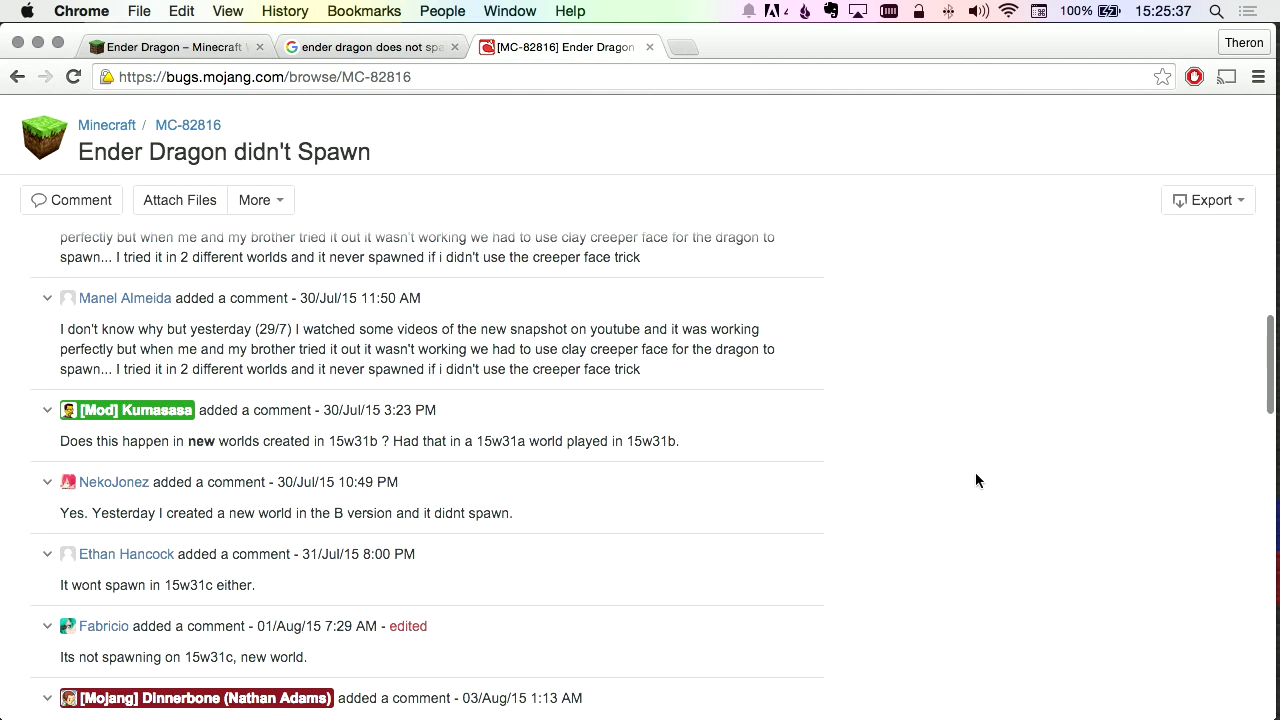 Chrome File Edit View History Bookmarks People Window Help 4 100% 15:25:37
Ender Dragon – Minecraft ender dragon does not spa [MC-82816] Ender Dragon Theron
https://bugs.mojang.com/browse/MC-82816
Minecraft / MC-82816
Ender Dragon didn't Spawn
Comment Attach Files More Export
perfectly but when me and my brother tried it out it wasn't working we had to use clay creeper face for the dragon to
spawn... I tried it in 2 different worlds and it never spawned if i didn't use the creeper face trick
Manel Almeida added a comment - 30/Jul/15 11:50 AM
I don't know why but yesterday (29/7) I watched some videos of the new snapshot on youtube and it was working
perfectly but when me and my brother tried it out it wasn't working we had to use clay creeper face for the dragon to
spawn... I tried it in 2 different worlds and it never spawned if i didn't use the creeper face trick
[Mod] Kumasasa added a comment - 30/Jul/15 3:23 PM
Does this happen in new worlds created in 15w31b ? Had that in a 15w31a world played in 15w31b.
NekoJonez added a comment - 30/Jul/15 10:49 PM
Yes. Yesterday I created a new world in the B version and it didnt spawn.
Ethan Hancock added a comment - 31/Jul/15 8:00 PM
It wont spawn in 15w31c either.
Fabricio added a comment - 01/Aug/15 7:29 AM - edited
Its not spawning on 15w31c, new world.
[Mojang] Dinnerbone (Nathan Adams) added a comment - 03/Aug/15 1:13 AM